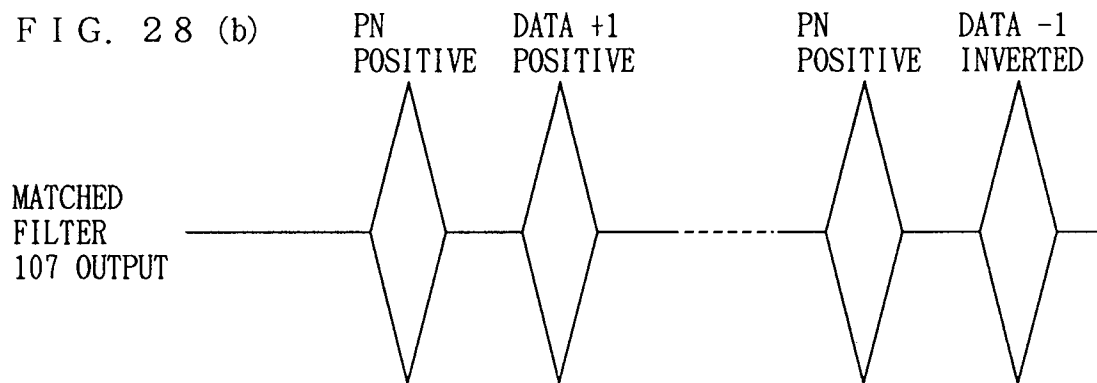 FIG. 28 (b)
PN
POSITIVE
DATA +1
POSITIVE
PN
POSITIVE
DATA -1
INVERTED
MATCHED
FILTER
107 OUTPUT